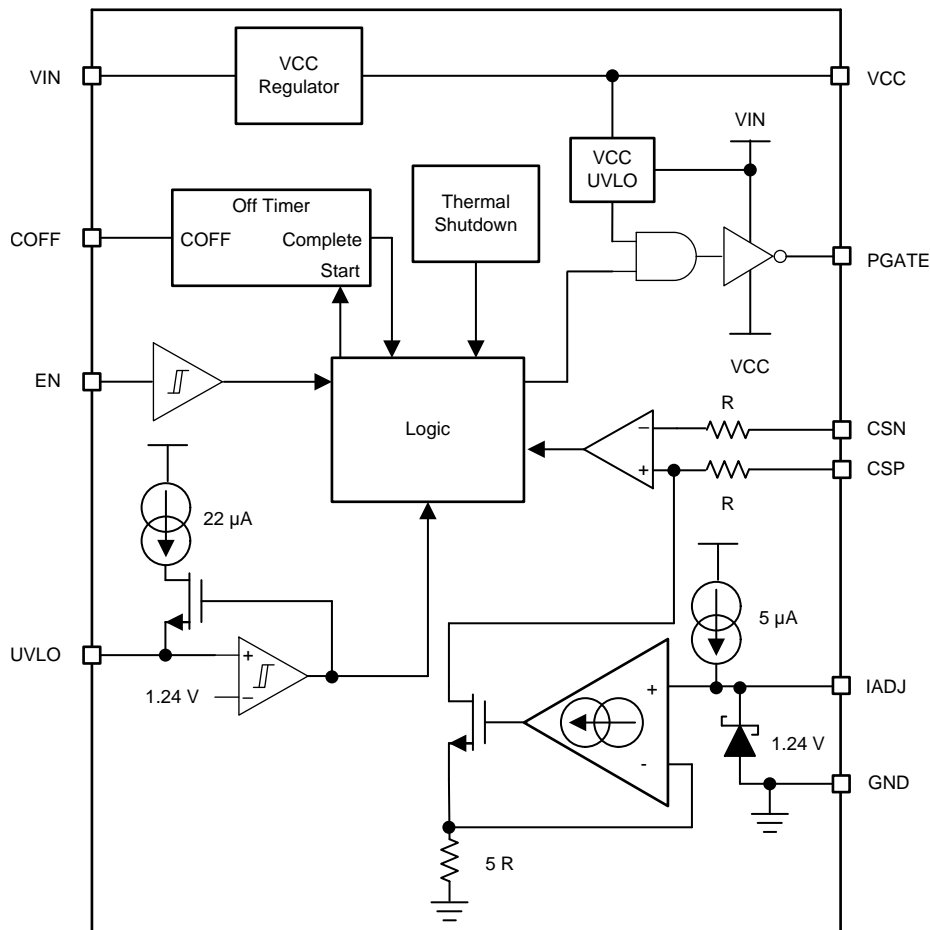 VIN
VCC
Regulator
VCC
VIN
VCC
UVLO
Thermal
Shutdown
Off Timer
COFF
COFF
Complete
Start
PGATE
VCC
EN
Logic
R
CSN
CSP
R
22 µA
5 µA
UVLO
+
1.24 V
−
+
−
+
-
IADJ
1.24 V
GND
5 R